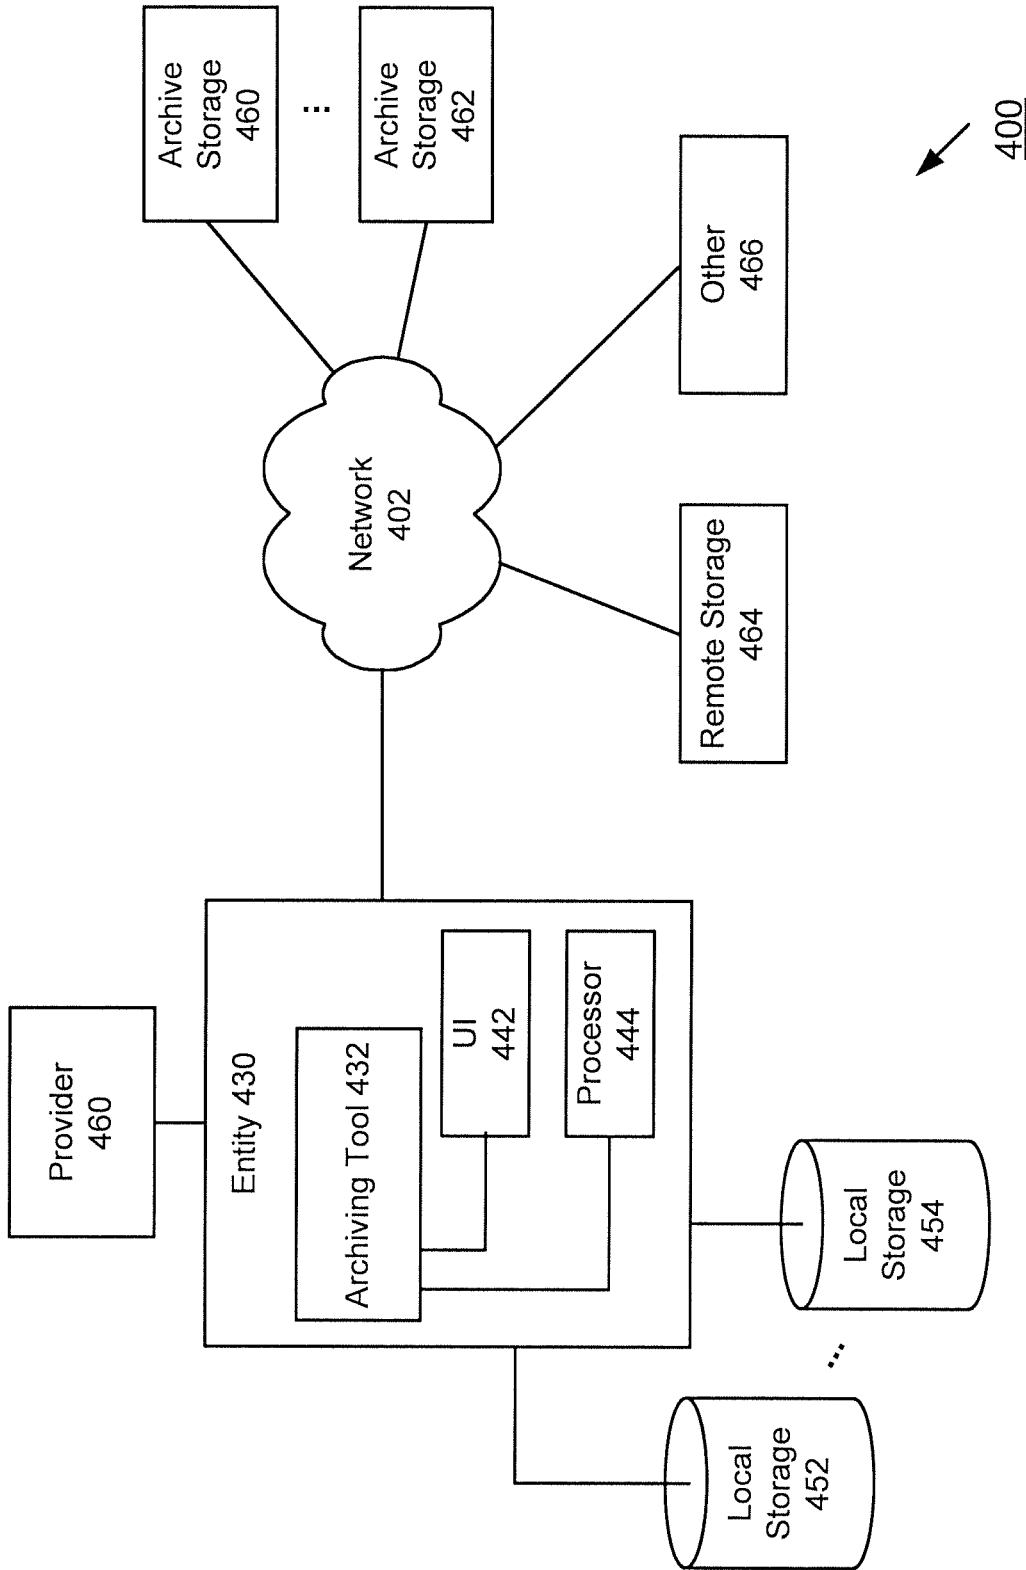 Provider
460
Entity 430
Archiving Tool 432
UI
442
Processor
444
Local
Storage
452
...
Local
Storage
454
Network
402
Archive
Storage
460
...
Archive
Storage
462
Remote Storage
464
Other
466
400